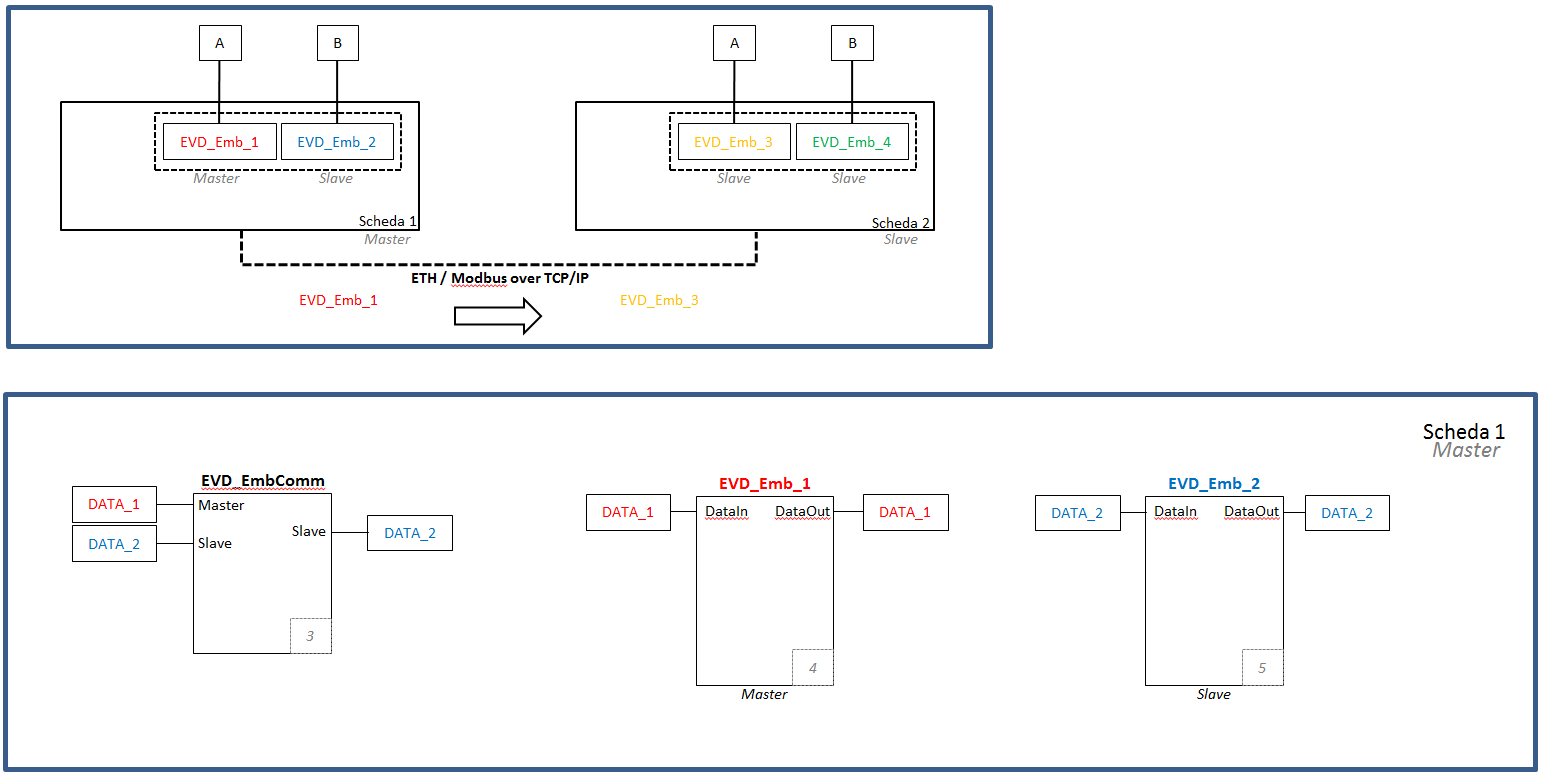 A
B
A
B
EVD_Emb_1
EVD_Emb_2
EVD_Emb_3
EVD_Emb_4
Master
Slave
Slave
Slave
Scheda 1
Master
Scheda 2
Slave
ETH / Modbus over TCP/IP
EVD_Emb_1
EVD_Emb_3
Scheda 1
Master
EVD_EmbComm
DATA_1
Master
DATA_2
Slave
Slave
DATA_2
3
EVD_Emb_1
DATA_1
DataIn
DataOut
DATA_1
4
Master
EVD_Emb_2
DATA_2
DataIn
DataOut
DATA_2
5
Slave